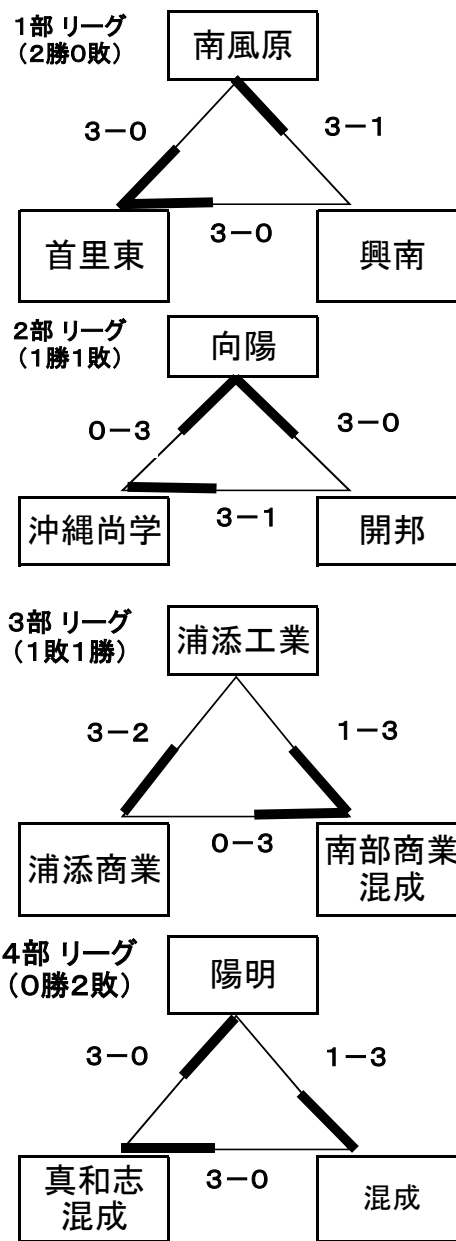 1部 リーグ
（2勝0敗）
南風原
3－0
3－1
3－0
首里東
興南
2部 リーグ
（1勝1敗）
向陽
0－3
3－0
3－1
沖縄尚学
開邦
3部 リーグ
（1敗1勝）
浦添工業
3－2
1－3
0－3
浦添商業
南部商業
混成
4部 リーグ
（0勝2敗）
陽明
3－0
1－3
3－0
真和志
混成
混成